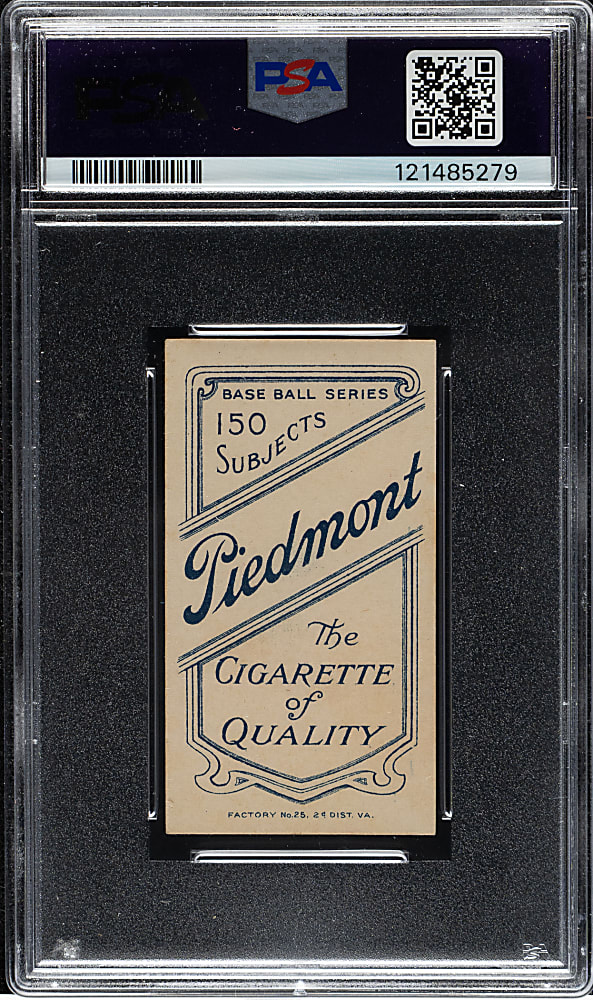 PSA
121485279
BASE BALL SERIES
150
SUBJECTS
Piedmont
The
CIGARETTE
of
QUALITY
FACTORY No. 25, 2d DIST. VA.